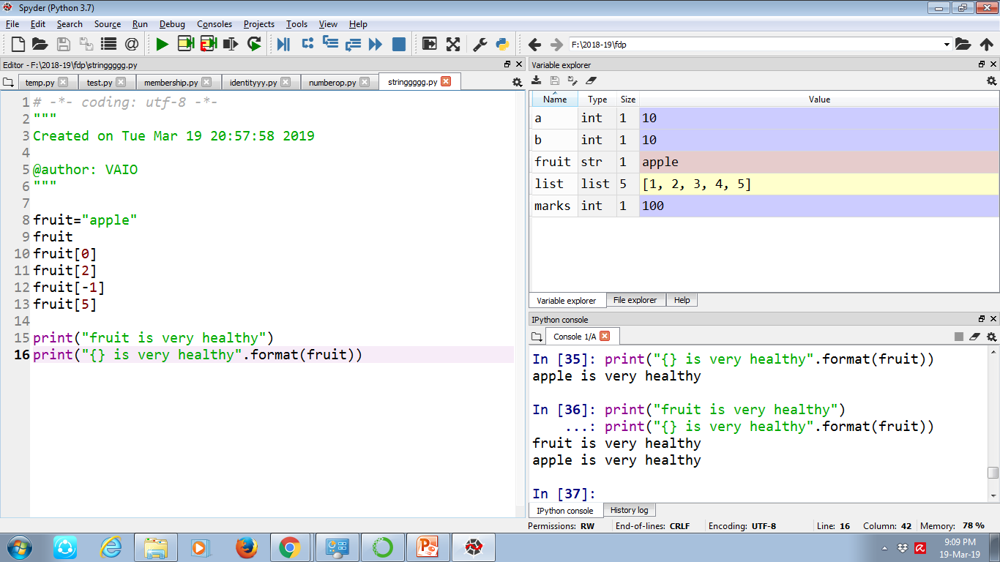 Spyder (Python 3.7)
File Edit Search Source Run Debug Consoles Projects Tools View Help
F:\2018-19\fdp
Editor - F:\2018-19\fdp\stringgggg.py
temp.py test.py membership.py identityyy.py numberop.py stringgggg.py
1 # -*- coding: utf-8 -*-
2 """
3 Created on Tue Mar 19 20:57:58 2019
4
5 @author: VAIO
6 """
7
8 fruit="apple"
9 fruit
10 fruit[0]
11 fruit[2]
12 fruit[-1]
13 fruit[5]
14
15 print("fruit is very healthy")
16 print("{} is very healthy".format(fruit))
Variable explorer
Name Type Size Value
a int 1 10
b int 1 10
fruit str 1 apple
list list 5 [1, 2, 3, 4, 5]
marks int 1 100
Variable explorer File explorer Help
IPython console
Console 1/A
In [35]: print("{} is very healthy".format(fruit))
apple is very healthy
In [36]: print("fruit is very healthy")
...: print("{} is very healthy".format(fruit))
fruit is very healthy
apple is very healthy
In [37]:
IPython console History log
Permissions: RW End-of-lines: CRLF Encoding: UTF-8 Line: 16 Column: 42 Memory: 78 %
9:09 PM
19-Mar-19